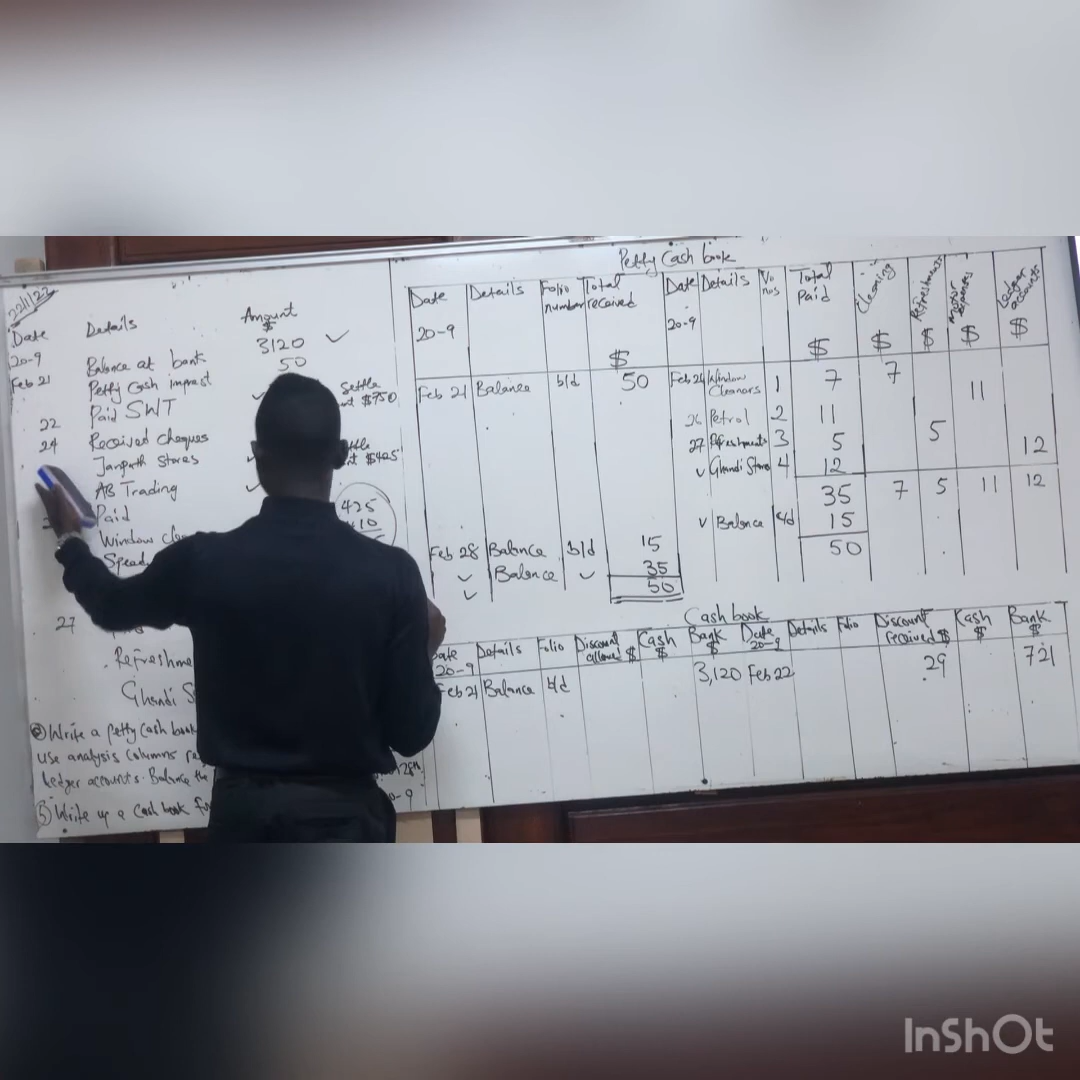 22/11/22
Date Details Amount
$
20-9 Balance at bank 3120
Feb 21 Petty Cash imprest 50
22 Paid SWT settle $750
24 Received cheques
Janpath Stores
AB Trading
Paid 425
10
Window
27
Refreshme
Ghandi S
Write a petty cash book
use analysis columns
Ledger accounts. Balance the 28th
b) Write up a cash book 20-9
Petty Cash book
Date Details Folio number Total received Date Details Vo nos Total paid Cleaning Refreshments motor expenses Ledger accounts
20-9 $ 20-9 $ $ $ $ $
Feb 21 Balance b/d 50 Feb 24 Window Cleanors 1 7 7
26 Petrol 2 11 11
27 Refreshments 3 5 5
Ghandi Stores 4 12 12
35 7 5 11 12
Balance c/d 15
50
Feb 28 Balance b/d 15
Balance 35
50
Cash book
Date Details Folio Discount allowed $ Cash $ Bank $ Date Details Folio Discount received $ Cash $ Bank $
20-9 20-9
Feb 21 Balance b/d 3,120 Feb 22 29 721
InShOt